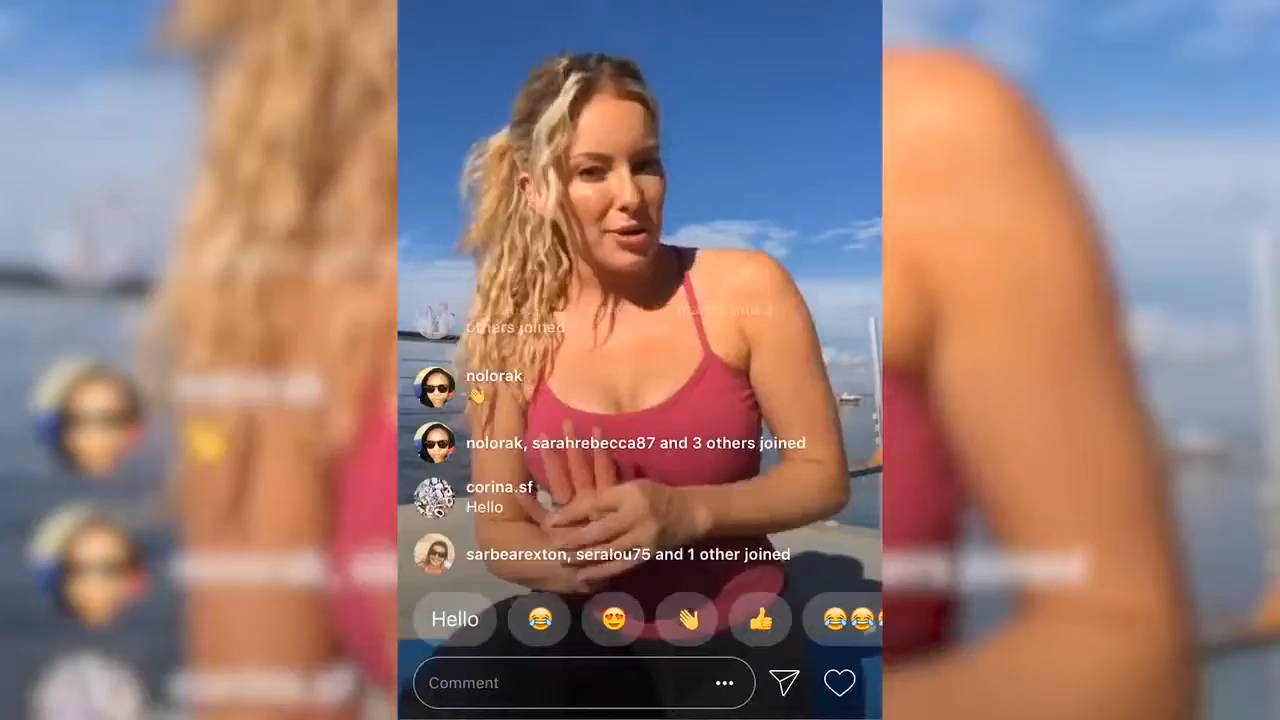 others joined
nolorak
👋
nolorak, sarahrebecca87 and 3 others joined
corina.sf
Hello
sarbearexton, seralou75 and 1 other joined
Hello 😂 😍 👋 👍 😂😂
Comment